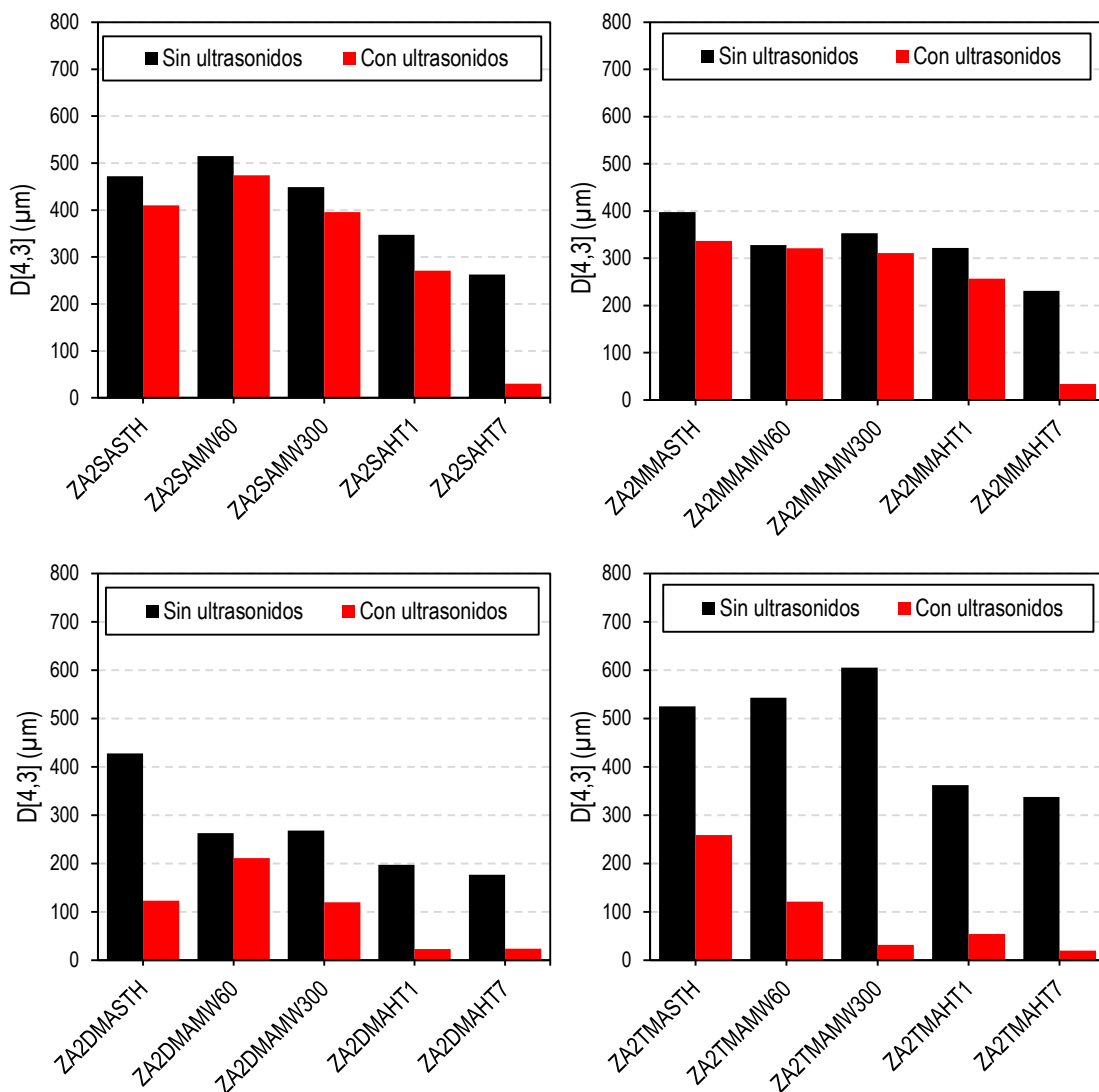 800
700
600
500
400
300
200
100
0
D[4,3] (µm)
Sin ultrasonidos Con ultrasonidos
ZA2SASTH
ZA2SAMW60
ZA2SAMW300
ZA2SAHT1
ZA2SAHT7
800
700
600
500
400
300
200
100
0
D[4,3] (µm)
Sin ultrasonidos Con ultrasonidos
ZA2MMASTH
ZA2MMAMW60
ZA2MMAMW300
ZA2MMAHT1
ZA2MMAHT7
800
700
600
500
400
300
200
100
0
D[4,3] (µm)
Sin ultrasonidos Con ultrasonidos
ZA2DMASTH
ZA2DMAMW60
ZA2DMAMW300
ZA2DMAHT1
ZA2DMAHT7
800
700
600
500
400
300
200
100
0
D[4,3] (µm)
Sin ultrasonidos Con ultrasonidos
ZA2TMASTH
ZA2TMAMW60
ZA2TMAMW300
ZA2TMAHT1
ZA2TMAHT7